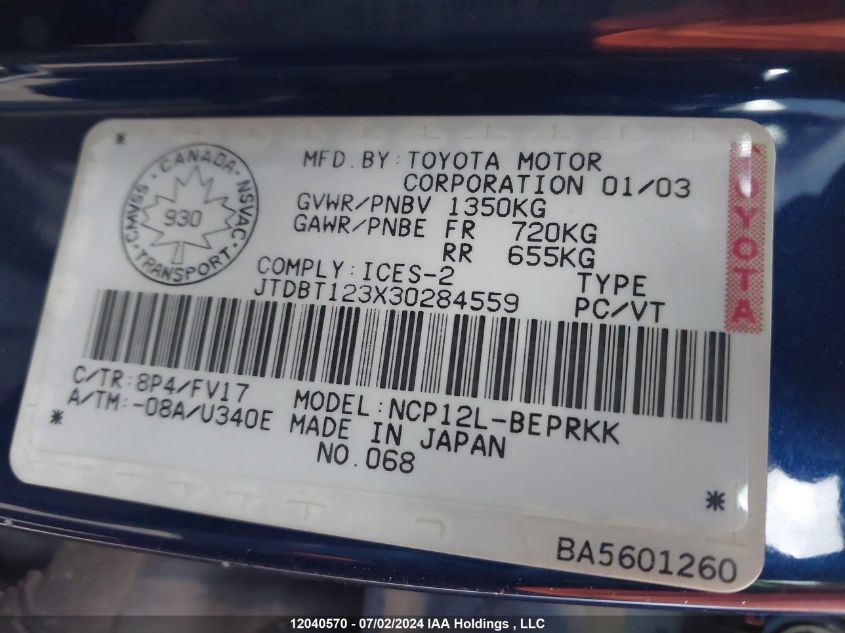 MFD.BY:TOYOTA MOTOR
CORPORATION 01/03
GVWR/PNBV 1350KG
GAWR/PNBE FR 720KG
RR 655KG
COMPLY:ICES-2 TYPE
JTDBT123X30284559 PC/VT
CANADA
CMVSS NSVAC
930
TRANSPORT
TOYOTA
C/TR:8P4/FV17
A/TM:-08A/U340E
MODEL:NCP12L-BEPRKK
MADE IN JAPAN
NO.068
BA5601260
12040570 - 07/02/2024 IAA Holdings , LLC